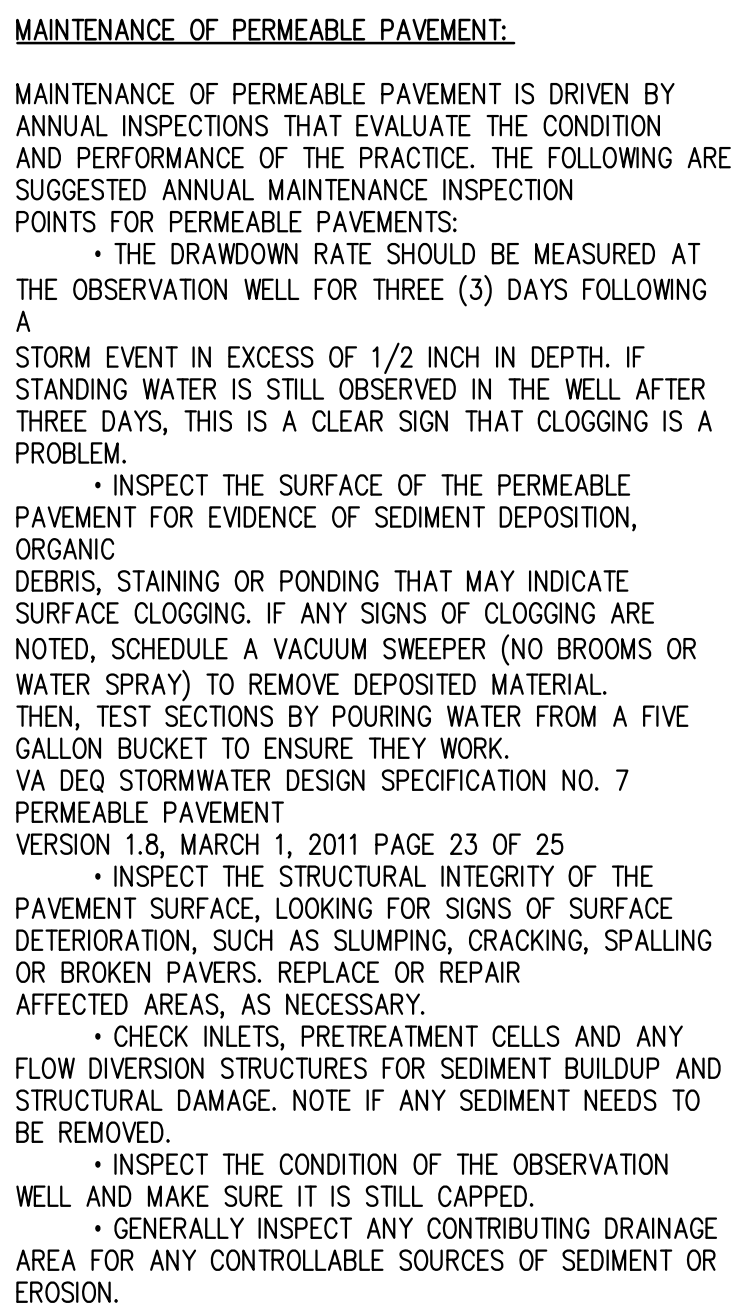 MAINTENANCE OF PERMEABLE PAVEMENT:
MAINTENANCE OF PERMEABLE PAVEMENT IS DRIVEN BY
ANNUAL INSPECTIONS THAT EVALUATE THE CONDITION
AND PERFORMANCE OF THE PRACTICE. THE FOLLOWING ARE
SUGGESTED ANNUAL MAINTENANCE INSPECTION
POINTS FOR PERMEABLE PAVEMENTS:
• THE DRAWDOWN RATE SHOULD BE MEASURED AT
THE OBSERVATION WELL FOR THREE (3) DAYS FOLLOWING
A
STORM EVENT IN EXCESS OF 1/2 INCH IN DEPTH. IF
STANDING WATER IS STILL OBSERVED IN THE WELL AFTER
THREE DAYS, THIS IS A CLEAR SIGN THAT CLOGGING IS A
PROBLEM.
• INSPECT THE SURFACE OF THE PERMEABLE
PAVEMENT FOR EVIDENCE OF SEDIMENT DEPOSITION,
ORGANIC
DEBRIS, STAINING OR PONDING THAT MAY INDICATE
SURFACE CLOGGING. IF ANY SIGNS OF CLOGGING ARE
NOTED, SCHEDULE A VACUUM SWEEPER (NO BROOMS OR
WATER SPRAY) TO REMOVE DEPOSITED MATERIAL.
THEN, TEST SECTIONS BY POURING WATER FROM A FIVE
GALLON BUCKET TO ENSURE THEY WORK.
VA DEQ STORMWATER DESIGN SPECIFICATION NO. 7
PERMEABLE PAVEMENT
VERSION 1.8, MARCH 1, 2011 PAGE 23 OF 25
• INSPECT THE STRUCTURAL INTEGRITY OF THE
PAVEMENT SURFACE, LOOKING FOR SIGNS OF SURFACE
DETERIORATION, SUCH AS SLUMPING, CRACKING, SPALLING
OR BROKEN PAVERS. REPLACE OR REPAIR
AFFECTED AREAS, AS NECESSARY.
• CHECK INLETS, PRETREATMENT CELLS AND ANY
FLOW DIVERSION STRUCTURES FOR SEDIMENT BUILDUP AND
STRUCTURAL DAMAGE. NOTE IF ANY SEDIMENT NEEDS TO
BE REMOVED.
• INSPECT THE CONDITION OF THE OBSERVATION
WELL AND MAKE SURE IT IS STILL CAPPED.
• GENERALLY INSPECT ANY CONTRIBUTING DRAINAGE
AREA FOR ANY CONTROLLABLE SOURCES OF SEDIMENT OR
EROSION.